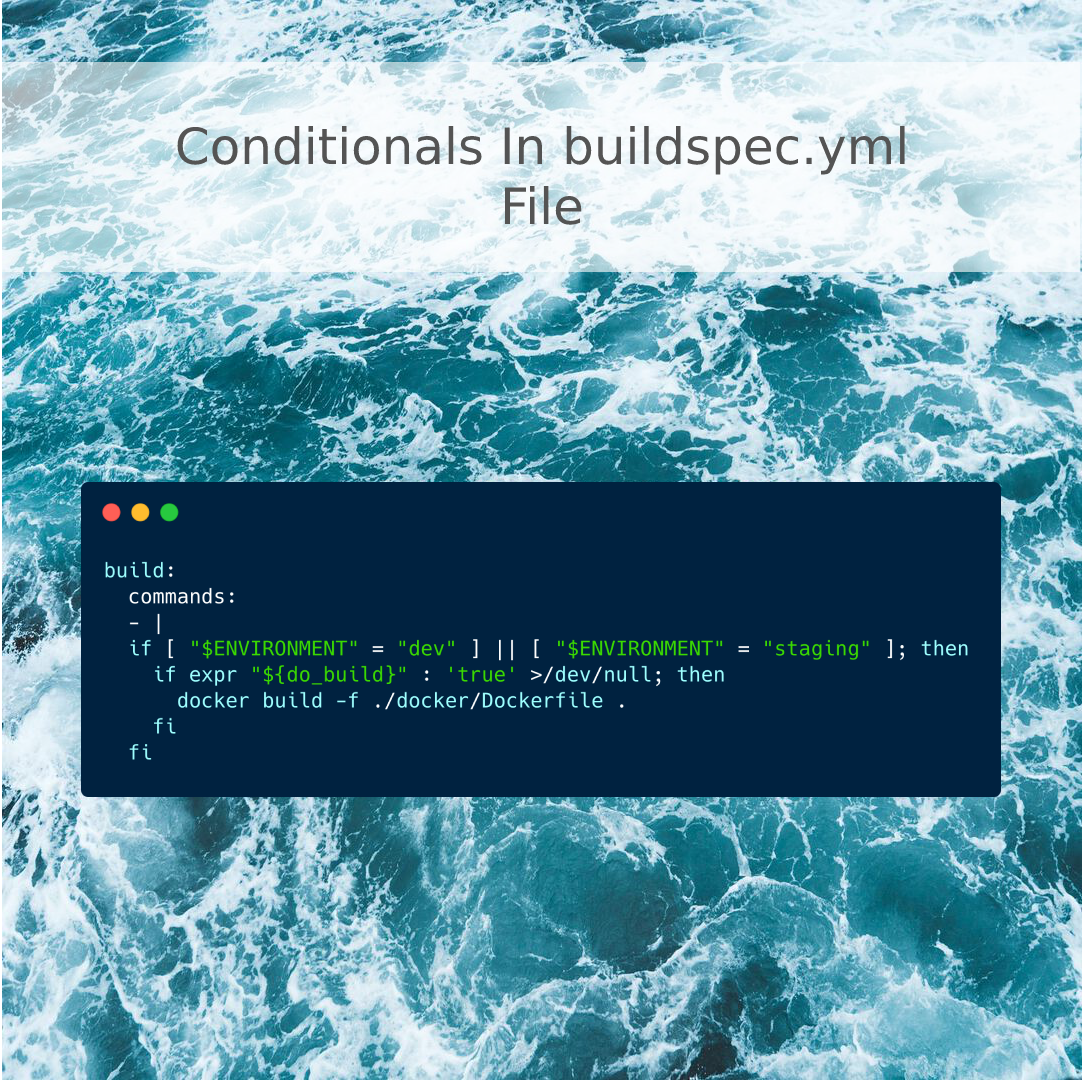 Conditionals In buildspec.yml
File
build:
  commands:
  - |
  if [ "$ENVIRONMENT" = "dev" ] || [ "$ENVIRONMENT" = "staging" ]; then
    if expr "${do_build}" : 'true' >/dev/null; then
      docker build -f ./docker/Dockerfile .
    fi
  fi